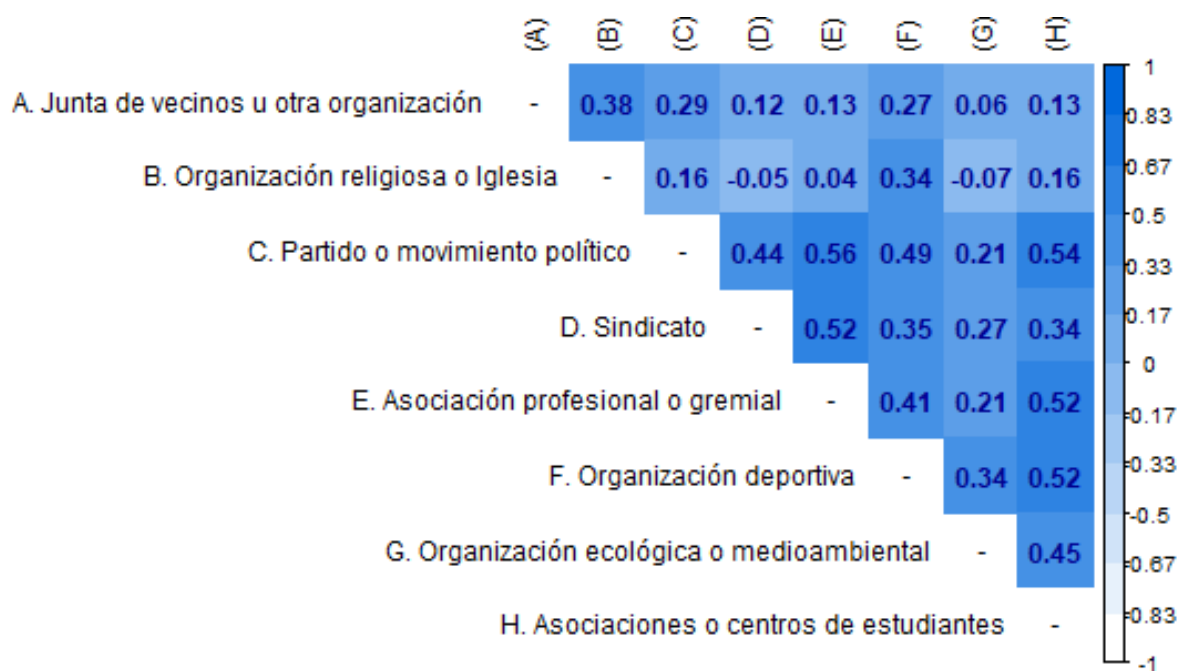 (A) (B) (C) (D) (E) (F) (G) (H)
A. Junta de vecinos u otra organización - 0.38 0.29 0.12 0.13 0.27 0.06 0.13
B. Organización religiosa o Iglesia - 0.16 -0.05 0.04 0.34 -0.07 0.16
C. Partido o movimiento político - 0.44 0.56 0.49 0.21 0.54
D. Sindicato - 0.52 0.35 0.27 0.34
E. Asociación profesional o gremial - 0.41 0.21 0.52
F. Organización deportiva - 0.34 0.52
G. Organización ecológica o medioambiental - 0.45
H. Asociaciones o centros de estudiantes -
1
0.83
0.67
0.5
0.33
0.17
0
-0.17
-0.33
-0.5
-0.67
-0.83
-1